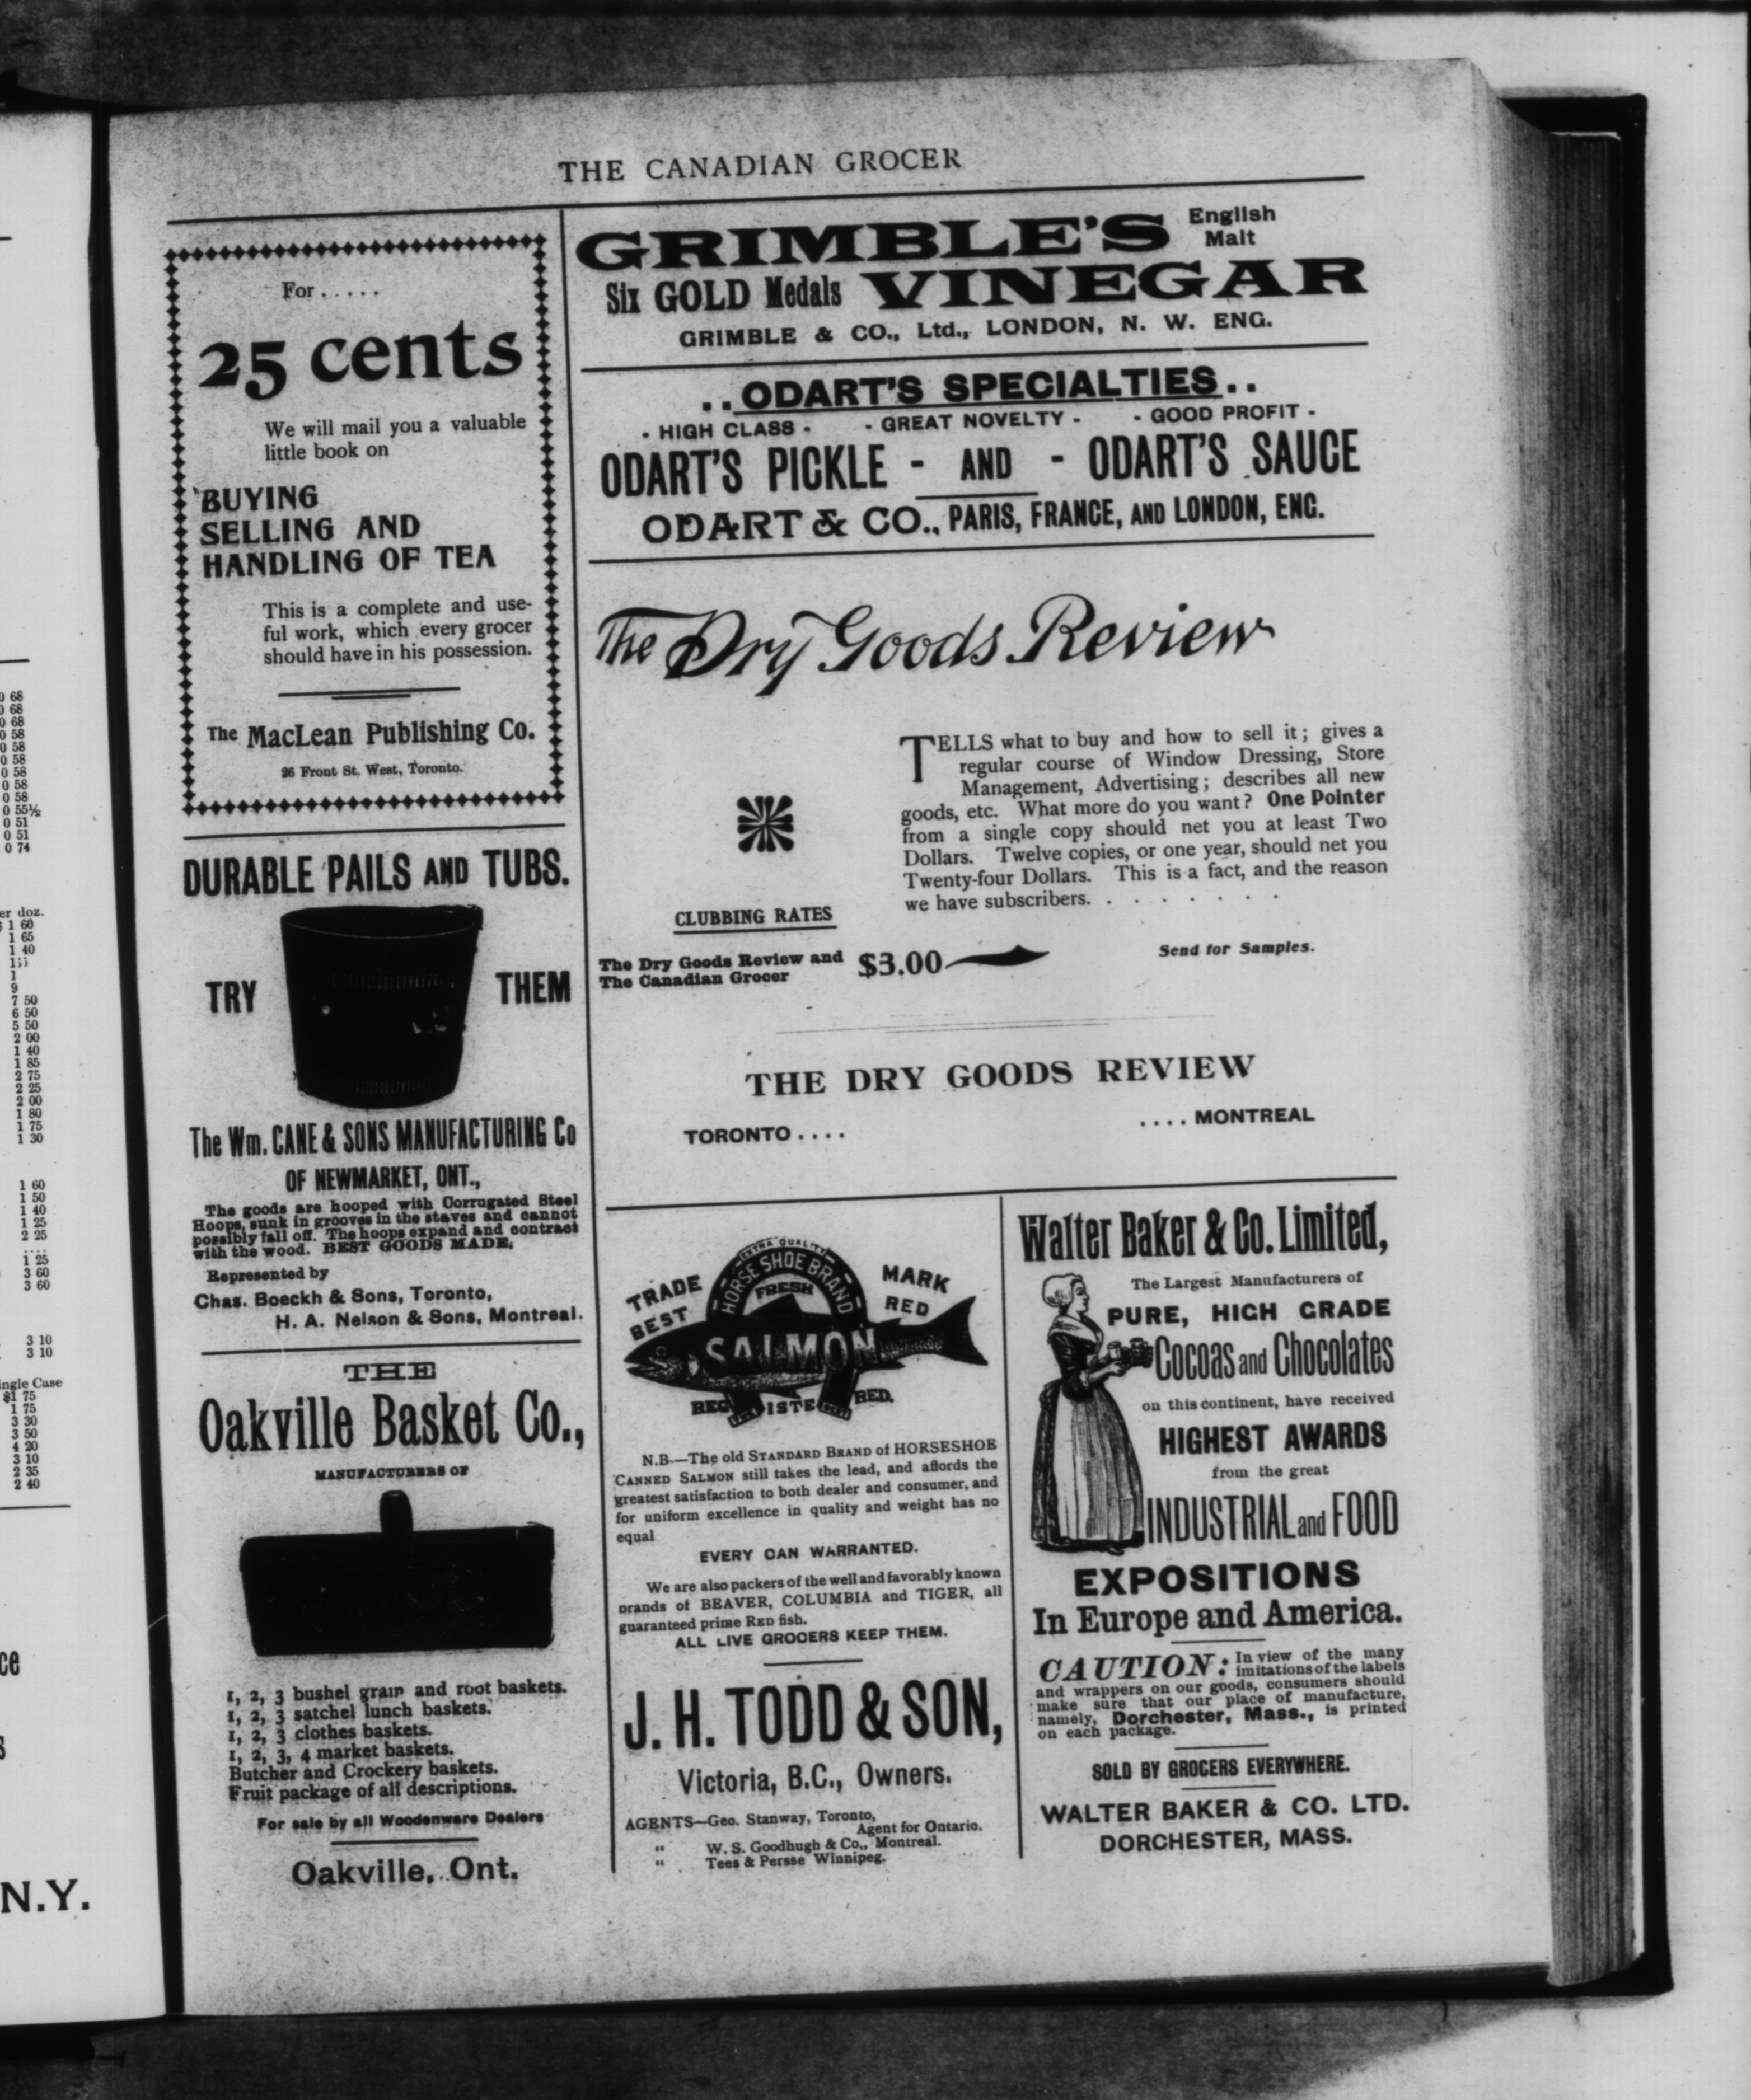 THE CANADIAN GROCER
For . . . . .
25 cents
We will mail you a valuable
little book on
BUYING
SELLING AND
HANDLING OF TEA
This is a complete and use-
ful work, which every grocer
should have in his possession.
The MacLean Publishing Co.
26 Front St. West, Toronto.
DURABLE PAILS AND TUBS.
TRY THEM
The Wm. CANE & SONS MANUFACTURING Co
OF NEWMARKET, ONT.,
The goods are hooped with Corrugated Steel
Hoops, sunk in grooves in the staves and cannot
possibly fall off. The hoops expand and contract
with the wood. BEST GOODS MADE.
Represented by
Chas. Boeckh & Sons, Toronto,
H. A. Nelson & Sons, Montreal.
THE
Oakville Basket Co.,
MANUFACTURERS OF
1, 2, 3 bushel grain and root baskets.
1, 2, 3 satchel lunch baskets.
1, 2, 3 clothes baskets.
1, 2, 3, 4 market baskets.
Butcher and Crockery baskets.
Fruit package of all descriptions.
For sale by all Woodenware Dealers
Oakville, Ont.
GRIMBLE'S English
Malt
Six GOLD Medals VINEGAR
GRIMBLE & CO., Ltd., LONDON, N. W. ENG.
. . ODART'S SPECIALTIES . .
- HIGH CLASS - - GREAT NOVELTY - - GOOD PROFIT -
ODART'S PICKLE - AND - ODART'S SAUCE
ODART & CO., PARIS, FRANCE, AND LONDON, ENG.
The Dry Goods Review
TELLS what to buy and how to sell it; gives a
regular course of Window Dressing, Store
Management, Advertising; describes all new
goods, etc. What more do you want? One Pointer
from a single copy should net you at least Two
Dollars. Twelve copies, or one year, should net you
Twenty-four Dollars. This is a fact, and the reason
we have subscribers. . . . . . . .
CLUBBING RATES
The Dry Goods Review and
The Canadian Grocer $3.00
Send for Samples.
THE DRY GOODS REVIEW
TORONTO . . . . . . . . MONTREAL
EXTRA QUALITY
HORSE SHOE BRAND
FRESH
TRADE MARK
BEST RED
SALMON
REG ISTE RED.
N.B.—The old STANDARD BRAND of HORSESHOE
CANNED SALMON still takes the lead, and affords the
greatest satisfaction to both dealer and consumer, and
for uniform excellence in quality and weight has no
equal
EVERY CAN WARRANTED.
We are also packers of the well and favorably known
brands of BEAVER, COLUMBIA and TIGER, all
guaranteed prime RED fish.
ALL LIVE GROCERS KEEP THEM.
J. H. TODD & SON,
Victoria, B.C., Owners.
AGENTS—Geo. Stanway, Toronto,
Agent for Ontario.
" W. S. Goodhugh & Co., Montreal.
" Tees & Persse Winnipeg.
Walter Baker & Co. Limited,
The Largest Manufacturers of
PURE, HIGH GRADE
Cocoas and Chocolates
on this continent, have received
HIGHEST AWARDS
from the great
INDUSTRIAL and FOOD
EXPOSITIONS
In Europe and America.
CAUTION: In view of the many
imitations of the labels
and wrappers on our goods, consumers should
make sure that our place of manufacture,
namely, Dorchester, Mass., is printed
on each package.
SOLD BY GROCERS EVERYWHERE.
WALTER BAKER & CO. LTD.
DORCHESTER, MASS.
N.Y.